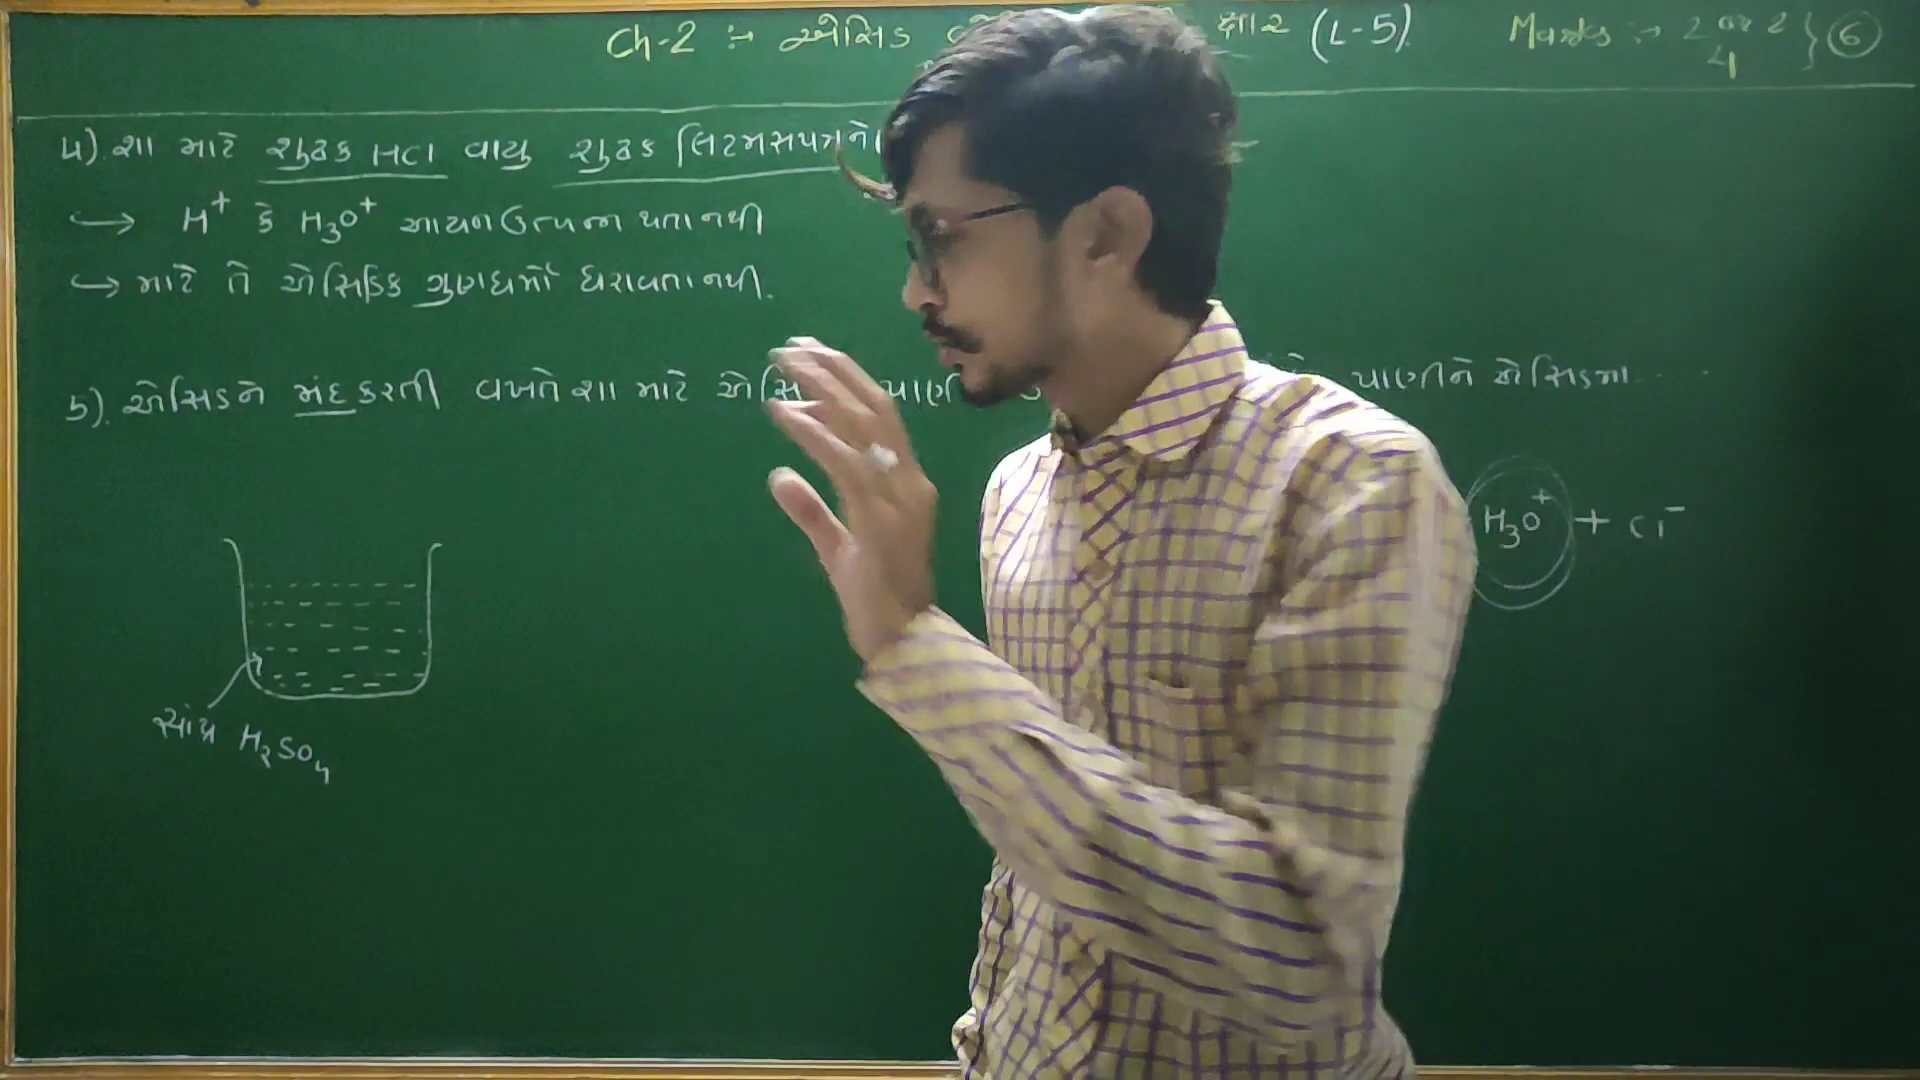 Ch-2 :- એસિડ ક્ષાર (L-5).
Marks :- 2 or 2
4 } 6
4). શા માટે શુષ્ક HCl વાયુ શુષ્ક લિટમસપત્રને
→ H⁺ કે H₃O⁺ આયન ઉત્પન્ન થતા નથી
→ માટે તે એસિડિક ગુણધર્મો ધરાવતા નથી.
5). એસિડને મંદ કરતી વખતે શા માટે પાણીને એસિડમા ....
H₃O⁺ + Cl⁻
સાંદ્ર H₂SO₄